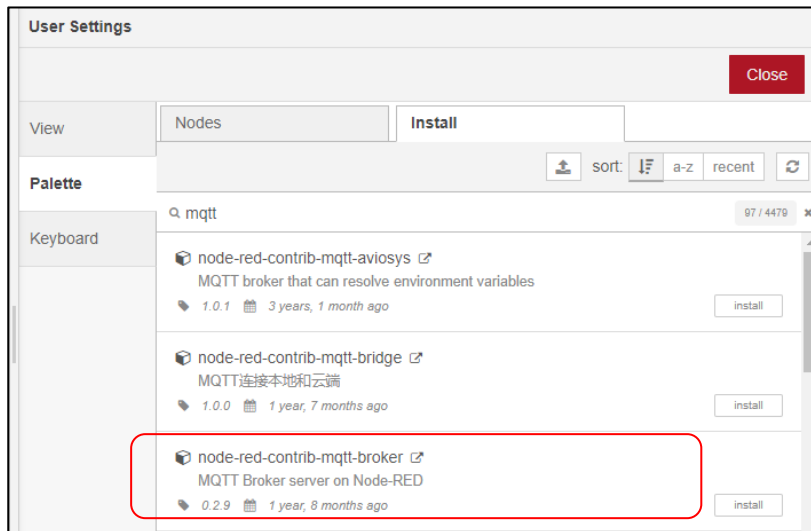 User Settings
Close
View
Palette
Keyboard
Nodes
Install
sort: a-z recent
mqtt
97 / 4479
node-red-contrib-mqtt-aviosys
MQTT broker that can resolve environment variables
1.0.1 3 years, 1 month ago
install
node-red-contrib-mqtt-bridge
MQTT连接本地和云端
1.0.0 1 year, 7 months ago
install
node-red-contrib-mqtt-broker
MQTT Broker server on Node-RED
0.2.9 1 year, 8 months ago
install